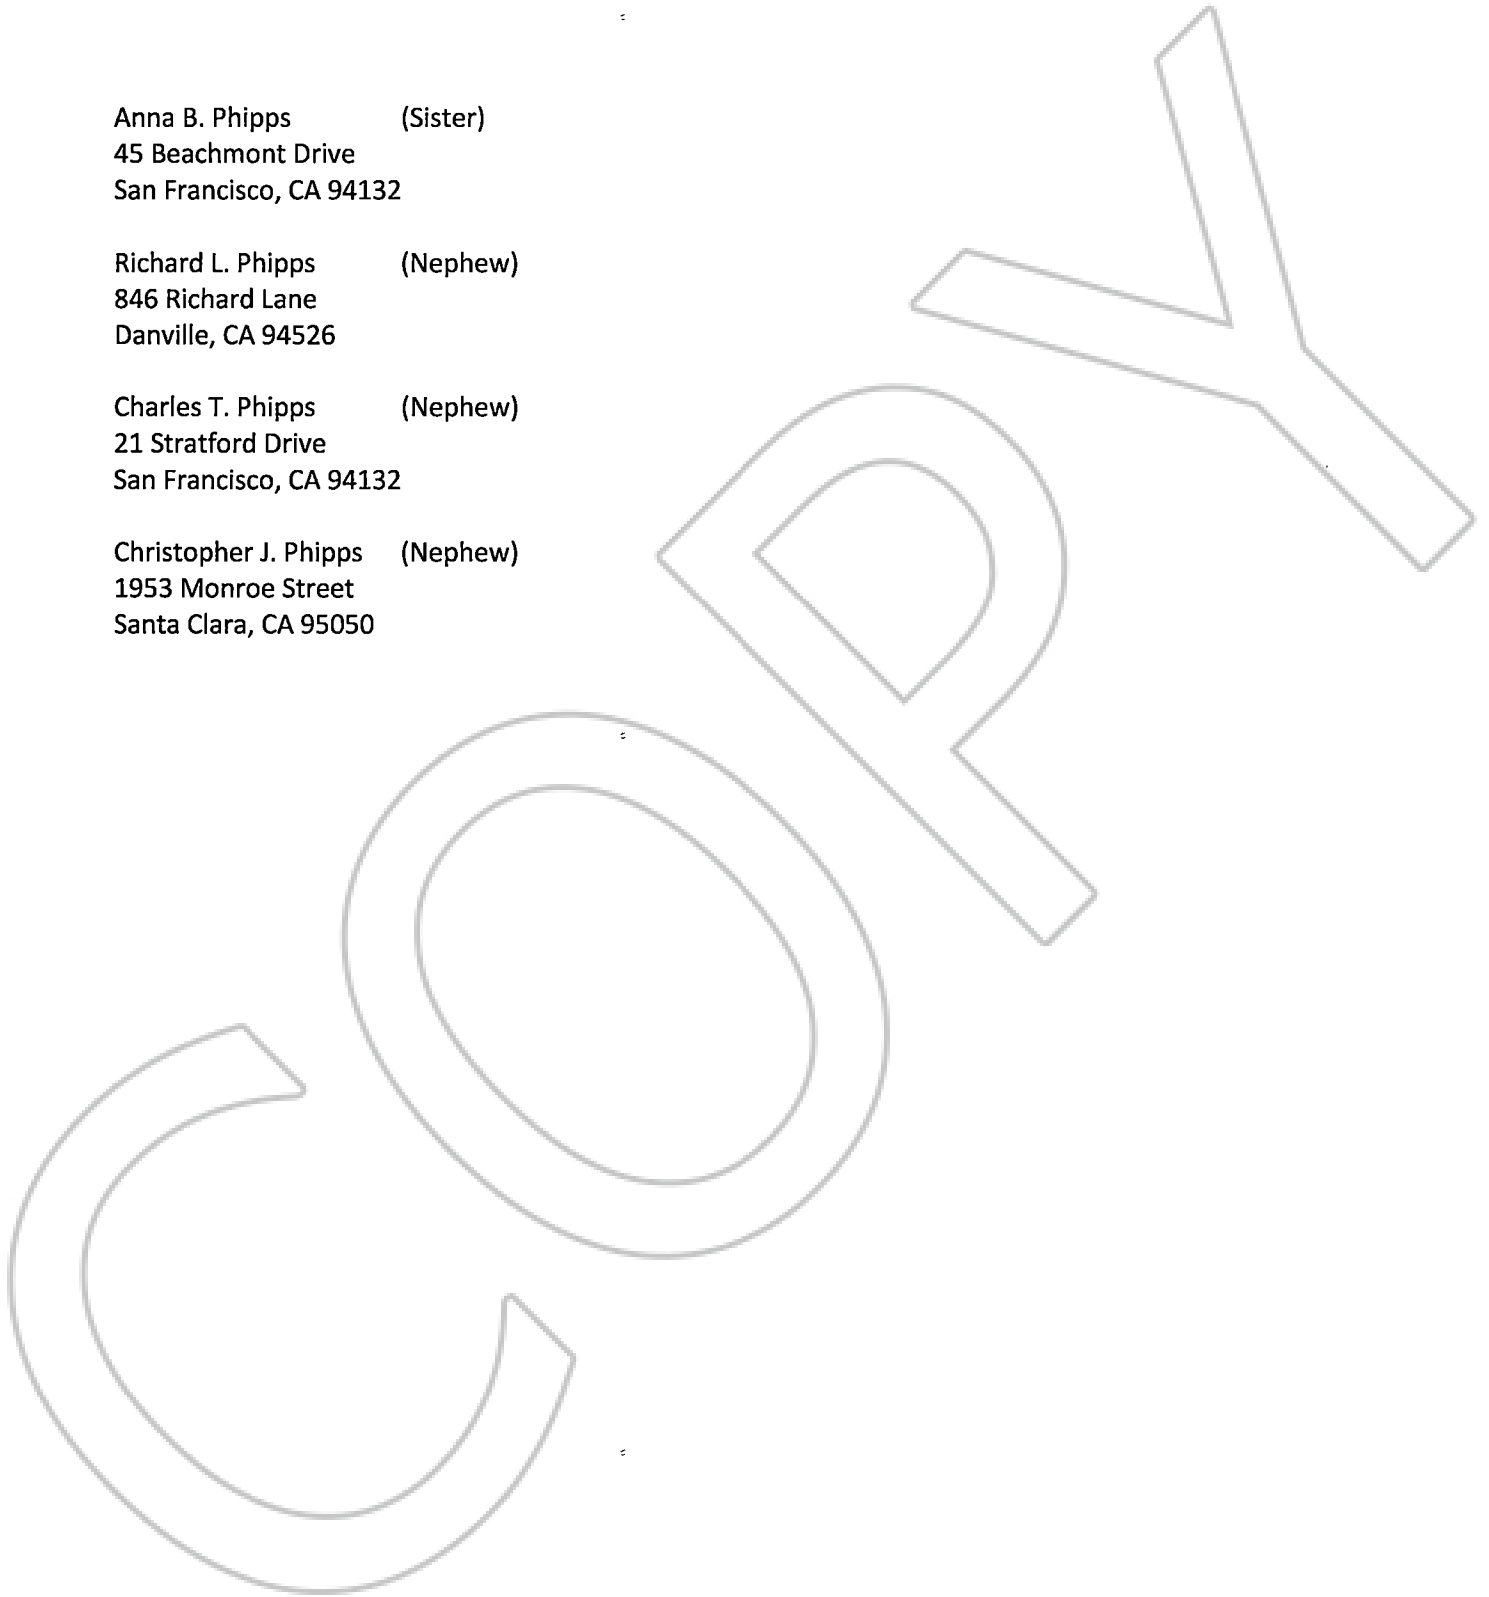 Anna B. Phipps (Sister)
45 Beachmont Drive
San Francisco, CA 94132
Richard L. Phipps (Nephew)
846 Richard Lane
Danville, CA 94526
Charles T. Phipps (Nephew)
21 Stratford Drive
San Francisco, CA 94132
Christopher J. Phipps (Nephew)
1953 Monroe Street
Santa Clara, CA 95050
COPY